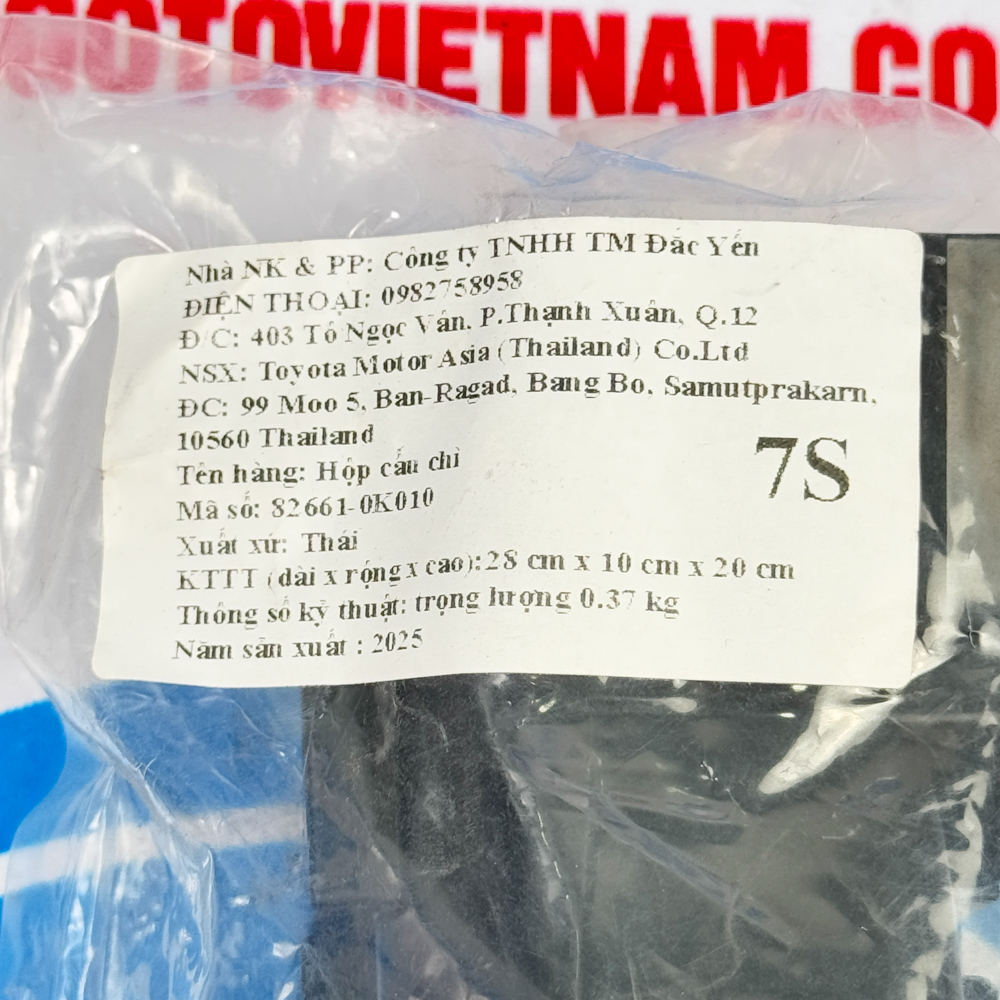 OTOVIETNAM.CO
Nhà NK & PP: Công ty TNHH TM Đắc Yến
ĐIỆN THOẠI: 0982758958
Đ/C: 403 Tô Ngọc Vân, P.Thạnh Xuân, Q.12
NSX: Toyota Motor Asia (Thailand) Co.Ltd
ĐC: 99 Moo 5, Ban-Ragad, Bang Bo, Samutprakarn,
10560 Thailand
Tên hàng: Hộp cầu chì
7S
Mã số: 82661-0K010
Xuất xứ: Thái
KTTT (dài x rộng x cao):28 cm x 10 cm x 20 cm
Thông số kỹ thuật: trọng lượng 0.37 kg
Năm sản xuất : 2025